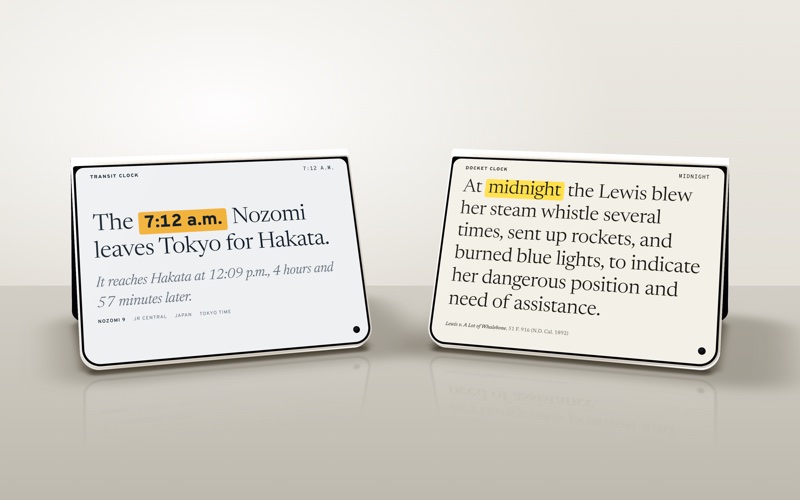 TRANSIT CLOCK
7:12 A.M.
The 7:12 a.m. Nozomi
leaves Tokyo for Hakata.
It reaches Hakata at 12:09 p.m., 4 hours and
57 minutes later.
NOZOMI 9 JR CENTRAL JAPAN TOKYO TIME
DOCKET CLOCK
MIDNIGHT
At midnight the Lewis blew
her steam whistle several
times, sent up rockets, and
burned blue lights, to indicate
her dangerous position and
need of assistance.
Lewis v. A Lot of Whalebone, 51 F. 916 (N.D. Cal. 1892)